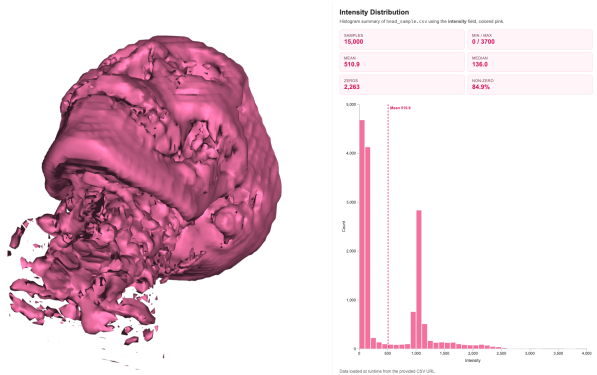 Intensity Distribution
Histogram summary of head_sample.csv using the intensity field, colored pink.
SAMPLES
15,000
MIN / MAX
0 / 3700
MEAN
510.9
MEDIAN
136.0
ZEROS
2,263
NON-ZERO
84.9%
5,000
4,000
3,000
2,000
1,000
0
Count
Mean 510.9
0
500
1,000
1,500
2,000
2,500
3,000
3,500
4,000
Intensity
Data loaded at runtime from the provided CSV URL.